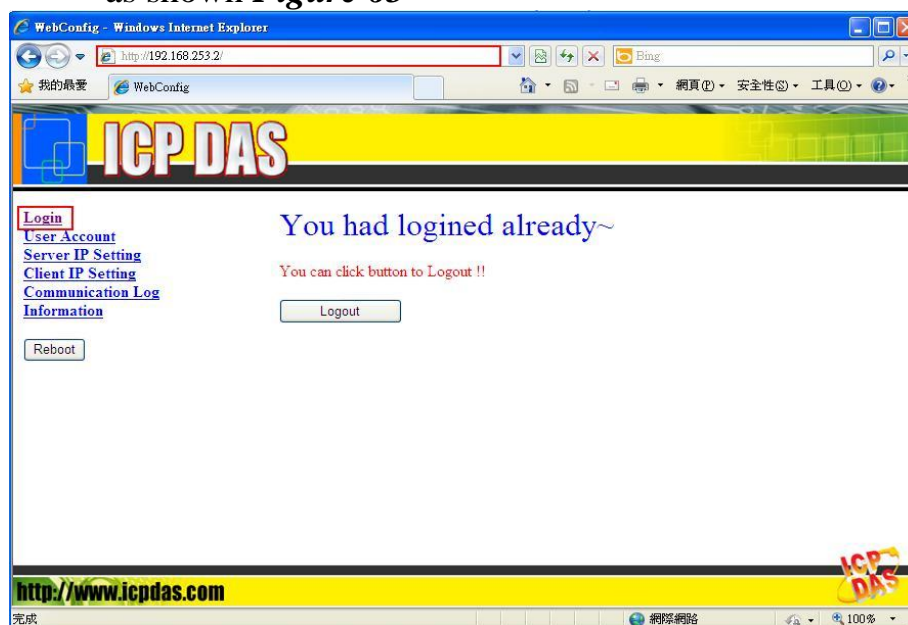 as shown Figure 63
WebConfig - Windows Internet Explorer
http://192.168.253.2/
Bing
我的最愛
WebConfig
網頁(P)
安全性(S)
工具(O)
ICP DAS
Login
User Account
Server IP Setting
Client IP Setting
Communication Log
Information
Reboot
You had logined already~
You can click button to Logout !!
Logout
http://www.icpdas.com
ICP
DAS
完成
網際網路
100%